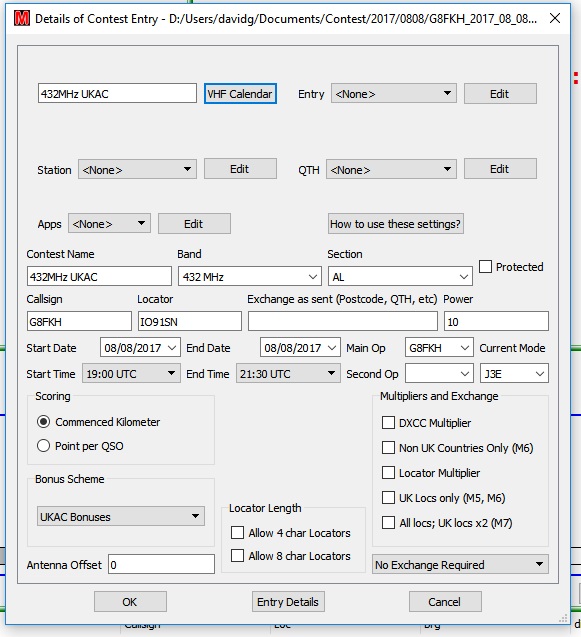 M Details of Contest Entry - D:/Users/davidg/Documents/Contest/2017/0808/G8FKH_2017_08_08...
432MHz UKAC VHF Calendar Entry <None> Edit
Station <None> Edit QTH <None> Edit
Apps <None> Edit How to use these settings?
Contest Name Band Section
432MHz UKAC 432 MHz AL Protected
Callsign Locator Exchange as sent (Postcode, QTH, etc) Power
G8FKH IO91SN 10
Start Date 08/08/2017 End Date 08/08/2017 Main Op G8FKH Current Mode
Start Time 19:00 UTC End Time 21:30 UTC Second Op J3E
Scoring Multipliers and Exchange
Commenced Kilometer DXCC Multiplier
Point per QSO Non UK Countries Only (M6)
Locator Multiplier
Bonus Scheme UK Locs only (M5, M6)
UKAC Bonuses Locator Length All locs; UK locs x2 (M7)
Allow 4 char Locators
Allow 8 char Locators
Antenna Offset 0 No Exchange Required
OK Entry Details Cancel